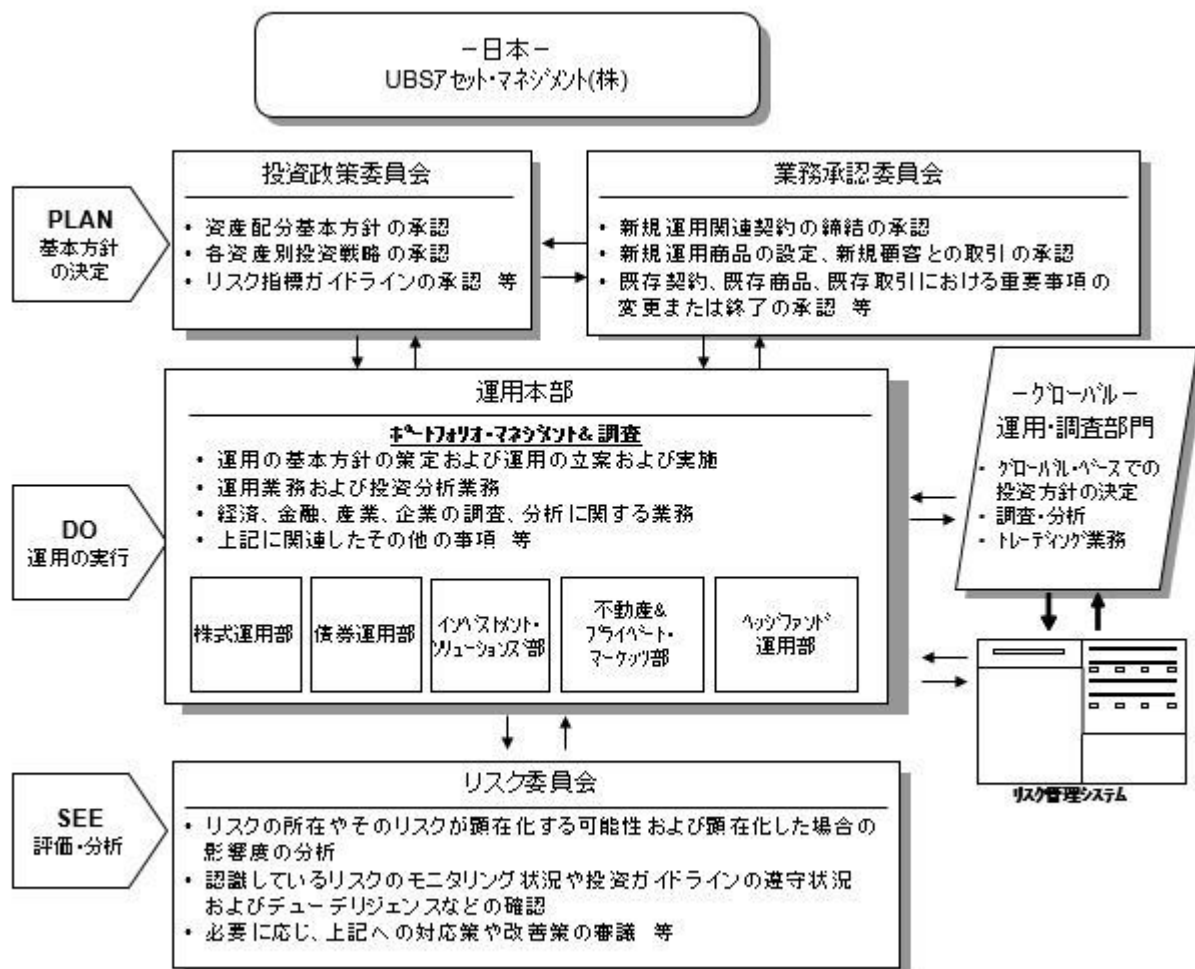 －日本－
UBSｱｾｯﾄ･ﾏﾈｼﾞﾒﾝﾄ(株)
PLAN
基本方針
の決定
投資政策委員会
• 資産配分基本方針の承認
• 各資産別投資戦略の承認
• リスク指標ガイドラインの承認 等
業務承認委員会
• 新規運用関連契約の締結の承認
• 新規運用商品の設定、新規顧客との取引の承認
• 既存契約、既存商品、既存取引における重要事項の
変更または終了の承認 等
DO
運用の実行
運用本部
ﾎﾟｰﾄﾌｫﾘｵ･ﾏﾈｼﾞﾒﾝﾄ&調査
• 運用の基本方針の策定および運用の立案および実施
• 運用業務および投資分析業務
• 経済、金融、産業、企業の調査、分析に関する業務
• 上記に関連したその他の事項 等
株式運用部
債券運用部
ｲﾝﾍﾞｽﾄﾒﾝﾄ･
ｿﾘｭｰｼｮﾝｽﾞ部
不動産&
ﾌﾟﾗｲﾍﾞｰﾄ･
ﾏｰｹｯﾂ部
ﾍｯｼﾞﾌｧﾝﾄﾞ
運用部
－ｸﾞﾛｰﾊﾞﾙ－
運用･調査部門
• ｸﾞﾛｰﾊﾞﾙ･ﾍﾞｰｽでの
投資方針の決定
• 調査･分析
• ﾄﾚｰﾃﾞｨﾝｸﾞ業務
ﾘｽｸ管理ｼｽﾃﾑ
SEE
評価･分析
リスク委員会
• リスクの所在やそのリスクが顕在化する可能性および顕在化した場合の
影響度の分析
• 認識しているリスクのモニタリング状況や投資ガイドラインの遵守状況
およびデューデリジェンスなどの確認
• 必要に応じ、上記への対応策や改善策の審議 等